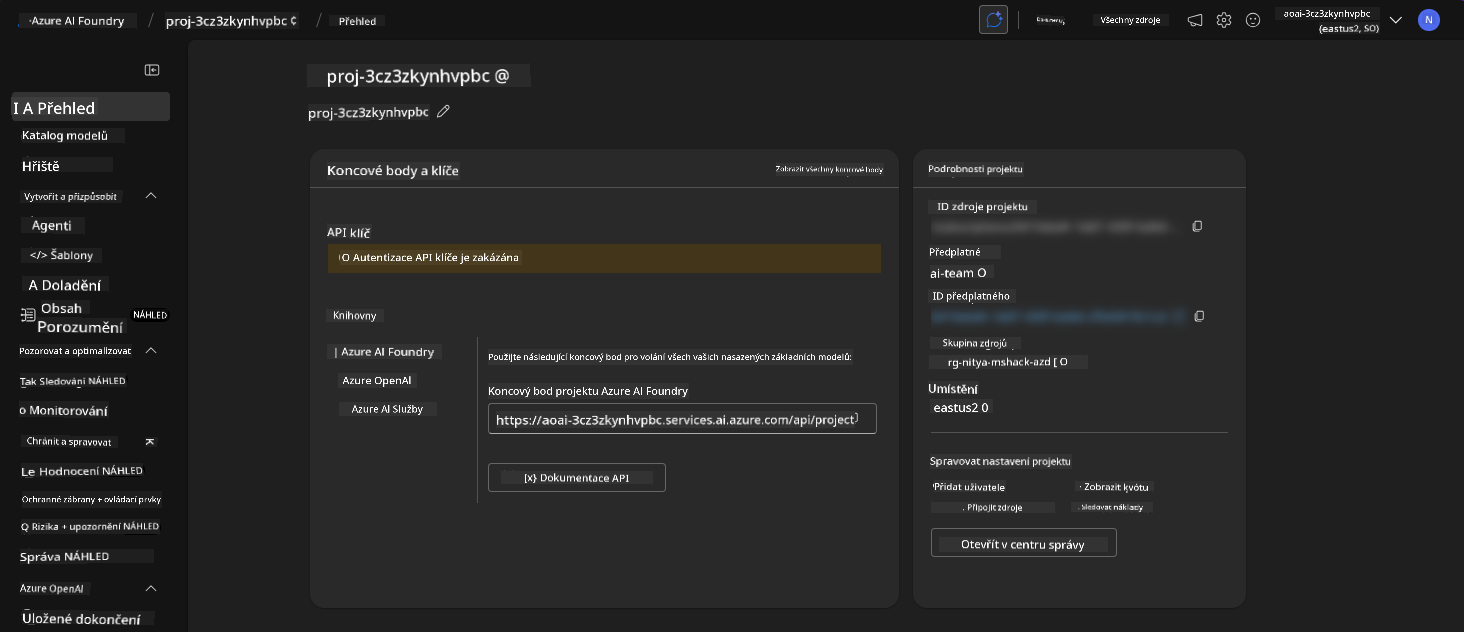 Azure AI Foundry / proj-3cz3zkynhvpbc / Přehled
Všechny zdroje
aoai-3cz3zkynhvpbc
(eastus2, SO)
N
I A Přehled
Katalog modelů
Hřiště
Vytvořit a přizpůsobit
Agenti
</> Šablony
A Doladění
Obsah
Porozumění NÁHLED
Pozorovat a optimalizovat
Tak Sledování NÁHLED
o Monitorování
Chránit a spravovat
Le Hodnocení NÁHLED
Ochranné zábrany + ovládací prvky
Q Rizika + upozornění NÁHLED
Správa NÁHLED
Azure OpenAI
Uložené dokončení
proj-3cz3zkynhvpbc @
proj-3cz3zkynhvpbc
Koncové body a klíče
Zobrazit všechny koncové body
API klíč
!O Autentizace API klíče je zakázána
Knihovny
| Azure AI Foundry
Azure OpenAI
Azure AI Služby
Použijte následující koncový bod pro volání všech vašich nasazených základních modelů:
Koncový bod projektu Azure AI Foundry
https://aoai-3cz3zkynhvpbc.services.ai.azure.com/api/project
[x} Dokumentace API
Podrobnosti projektu
ID zdroje projektu
Předplatné
ai-team O
ID předplatného
Skupina zdrojů
rg-nitya-mshack-azd [ O
Umístění
eastus2 0
Spravovat nastavení projektu
Přidat uživatele
· Zobrazit kvótu
. Připojit zdroje
. Sledovat náklady
Otevřít v centru správy